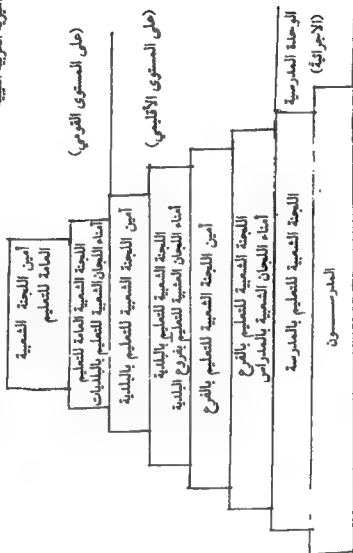 أمين اللجنة الشعبية
العامة للتعليم
اللجنة الشعبية العامة للتعليم
أمناء اللجان الشعبية للتعليم بالبلديات
(على المستوى القومي)
أمين اللجنة الشعبية للتعليم بالبلدية
اللجنة الشعبية للتعليم بالبلدية
أمناء اللجان الشعبية للتعليم بفروع البلدية
(على المستوى الأقليمي)
أمين اللجنة الشعبية للتعليم بالفرع
اللجنة الشعبية للتعليم بالفرع
أمناء اللجان الشعبية بالمدارس
اللجنة الشعبية للتعليم بالمدرسة
الوحدة المدرسية
(الاجرائية)
المدرســـــون